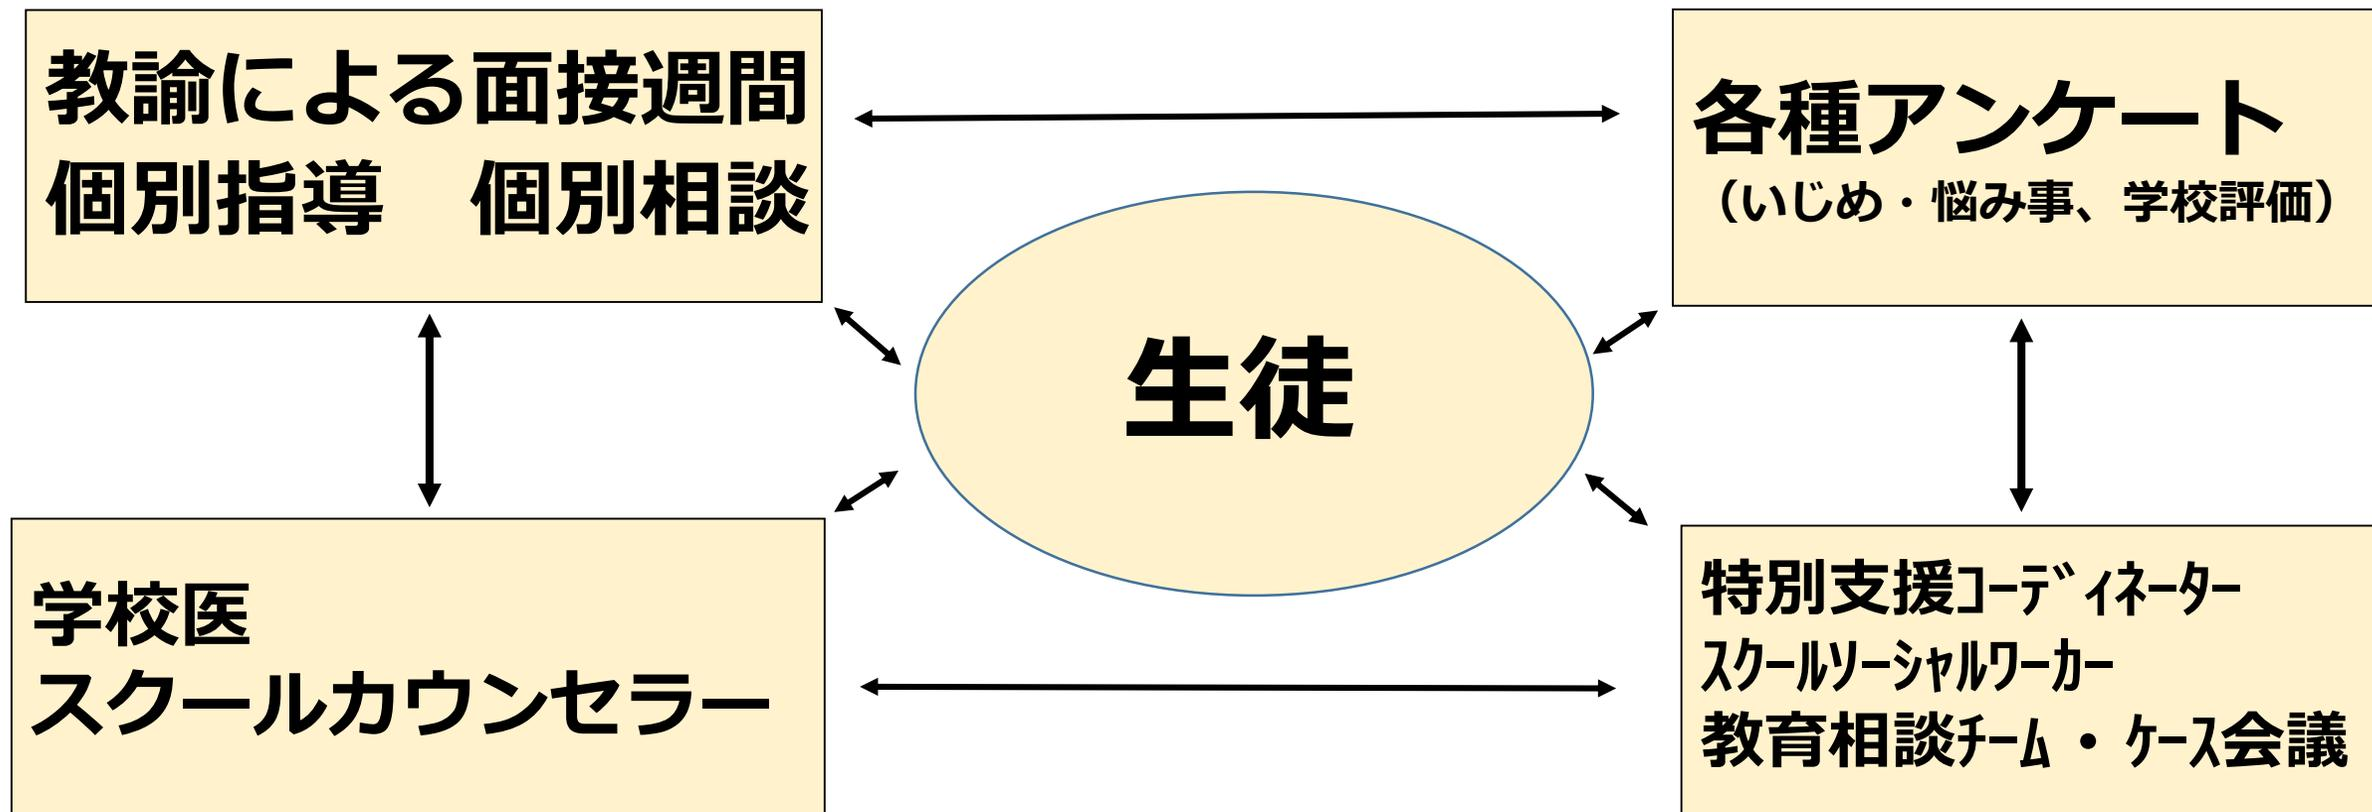 教諭による面接週間
個別指導　個別相談
各種アンケート
（いじめ・悩み事、学校評価）
生徒
学校医
スクールカウンセラー
特別支援ｺｰﾃﾞｨﾈｰﾀｰ
ｽｸｰﾙｿｰｼｬﾙﾜｰｶｰ
教育相談ﾁｰﾑ・ｹｰｽ会議